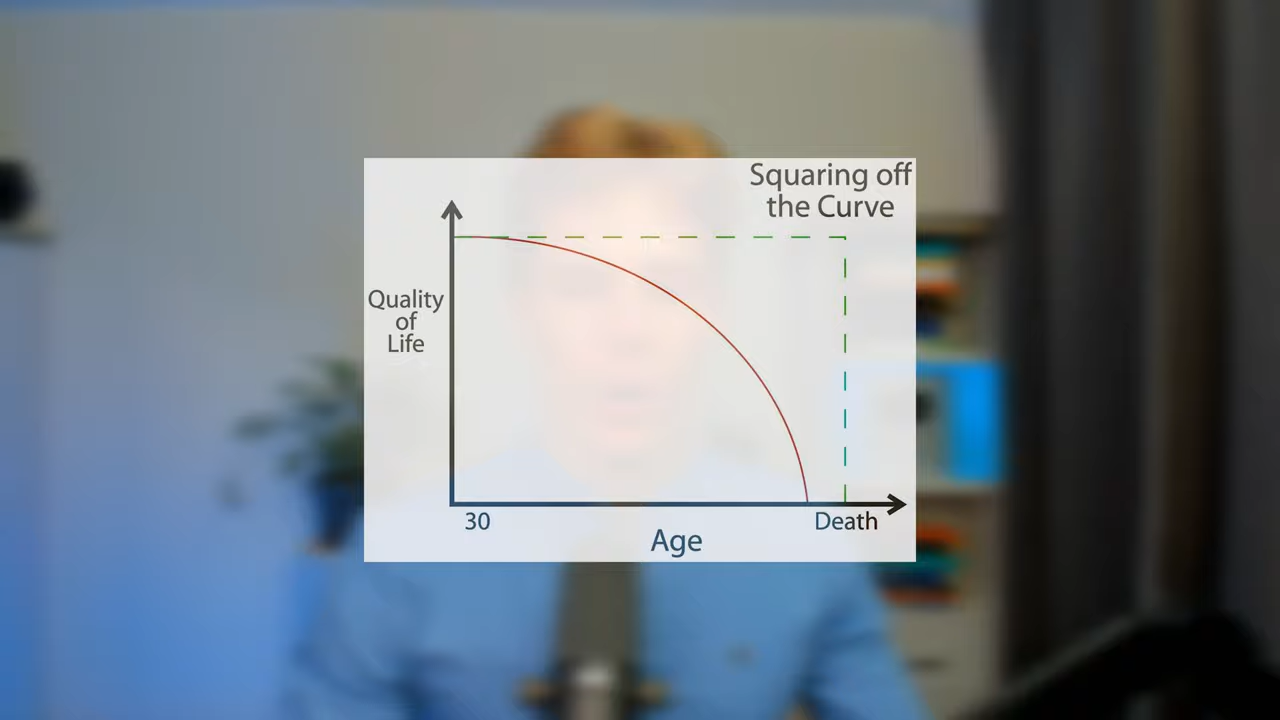 Squaring off
the Curve
Quality
of
Life
30
Death
Age